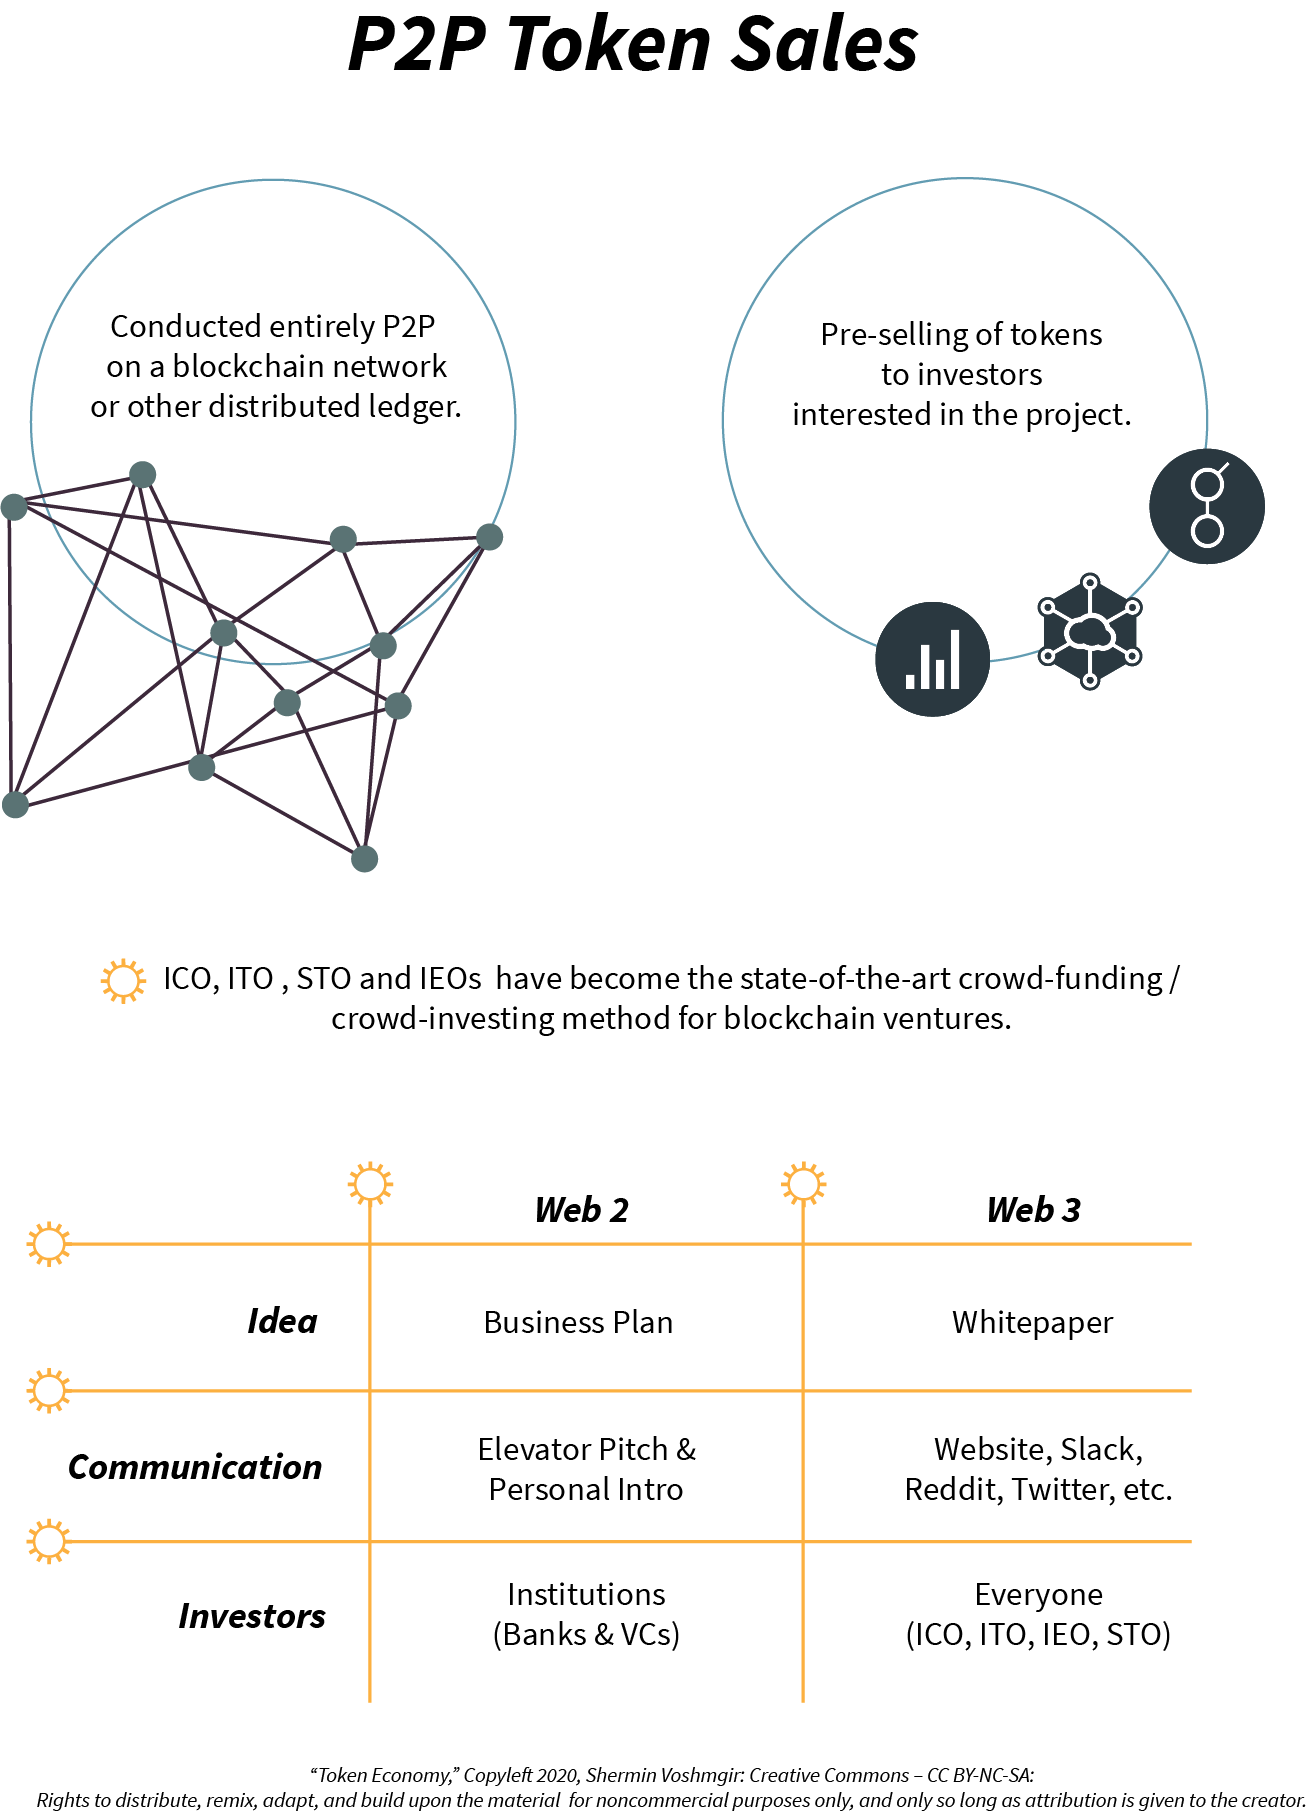 P2P Token Sales
Conducted entirely P2P
on a blockchain network
or other distributed ledger.
Pre-selling of tokens
to investors
interested in the project.
ICO, ITO , STO and IEOs  have become the state-of-the-art crowd-funding /
crowd-investing method for blockchain ventures.
Web 2
Web 3
Idea
Business Plan
Whitepaper
Communication
Elevator Pitch &
Personal Intro
Website, Slack,
Reddit, Twitter, etc.
Investors
Institutions
(Banks & VCs)
Everyone
(ICO, ITO, IEO, STO)
“Token Economy,” Copyleft 2020, Shermin Voshmgir: Creative Commons – CC BY-NC-SA:
Rights to distribute, remix, adapt, and build upon the material  for noncommercial purposes only, and only so long as attribution is given to the creator.